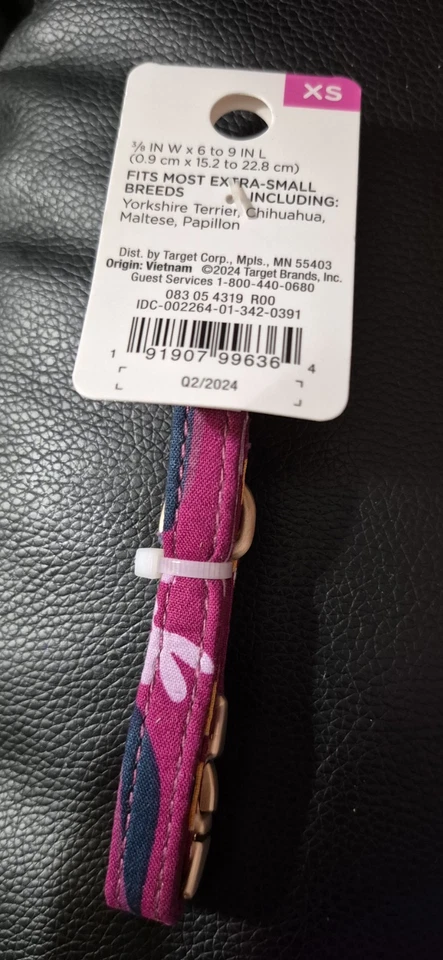 XS
3/8 IN W x 6 to 9 IN L
(0.9 cm x 15.2 to 22.8 cm)
FITS MOST EXTRA-SMALL
BREEDS INCLUDING:
Yorkshire Terrier, Chihuahua,
Maltese, Papillon
Dist. by Target Corp., Mpls., MN 55403
Origin: Vietnam ©2024 Target Brands, Inc.
Guest Services 1-800-440-0680
083 05 4319 R00
IDC-002264-01-342-0391
1 91907 99636 4
Q2/2024